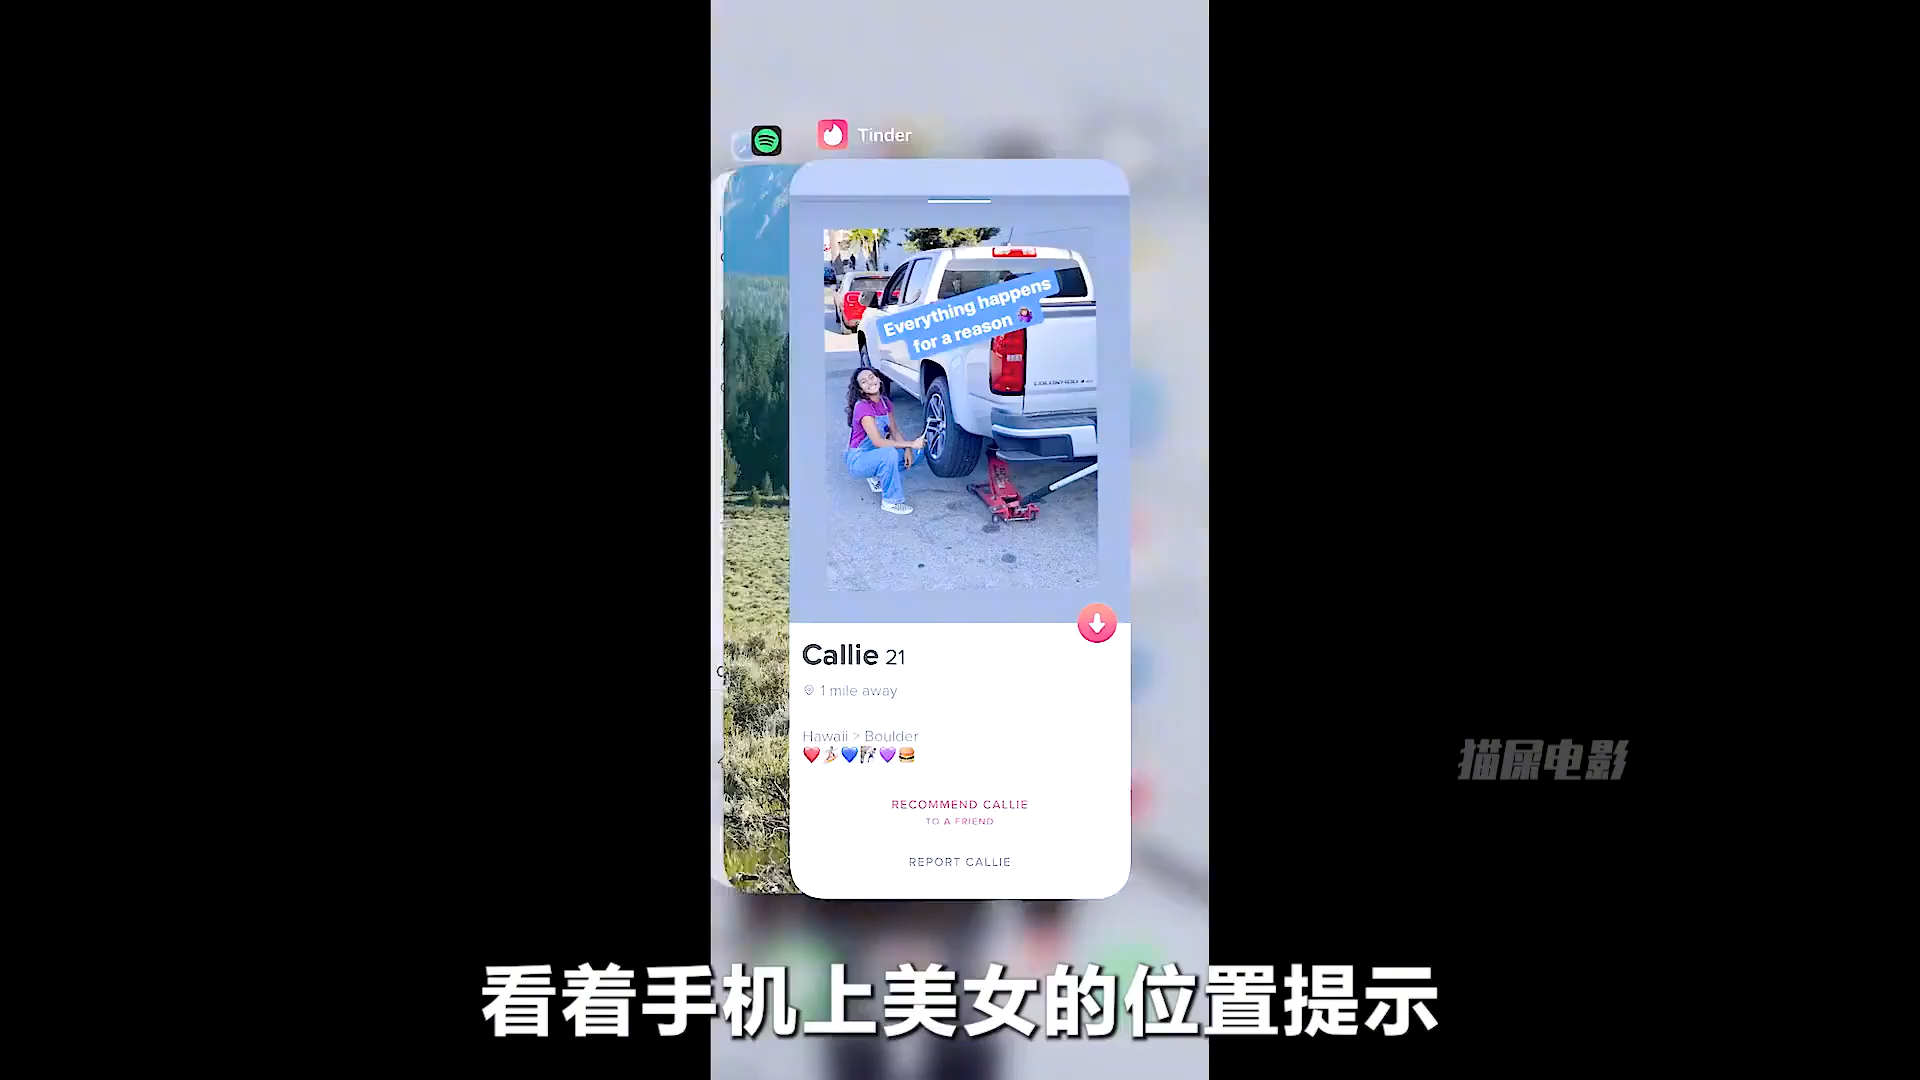 Tinder
Everything happens
for a reason
COLORADO
Callie 21
1 mile away
Hawaii > Boulder
RECOMMEND CALLIE
TO A FRIEND
REPORT CALLIE
猫屎电影
看着手机上美女的位置提示